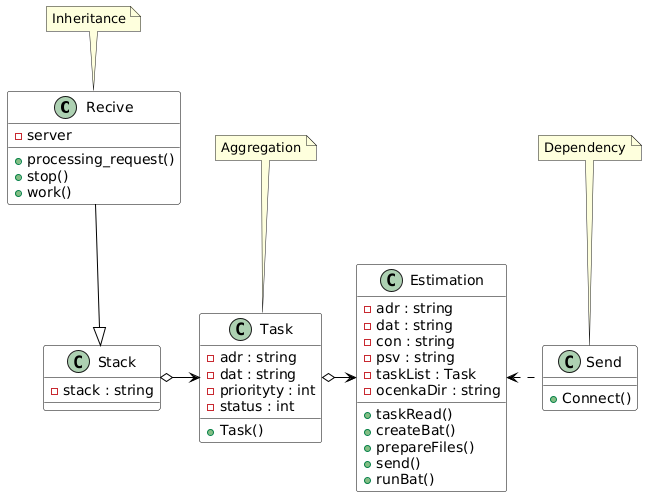 Inheritance
C Recive
server
processing_request()
stop()
work()
Aggregation
Dependency
C Stack
stack : string
C Task
adr : string
dat : string
priorityty : int
status : int
Task()
C Estimation
adr : string
dat : string
con : string
psv : string
taskList : Task
ocenkaDir : string
taskRead()
createBat()
prepareFiles()
send()
runBat()
C Send
Connect()